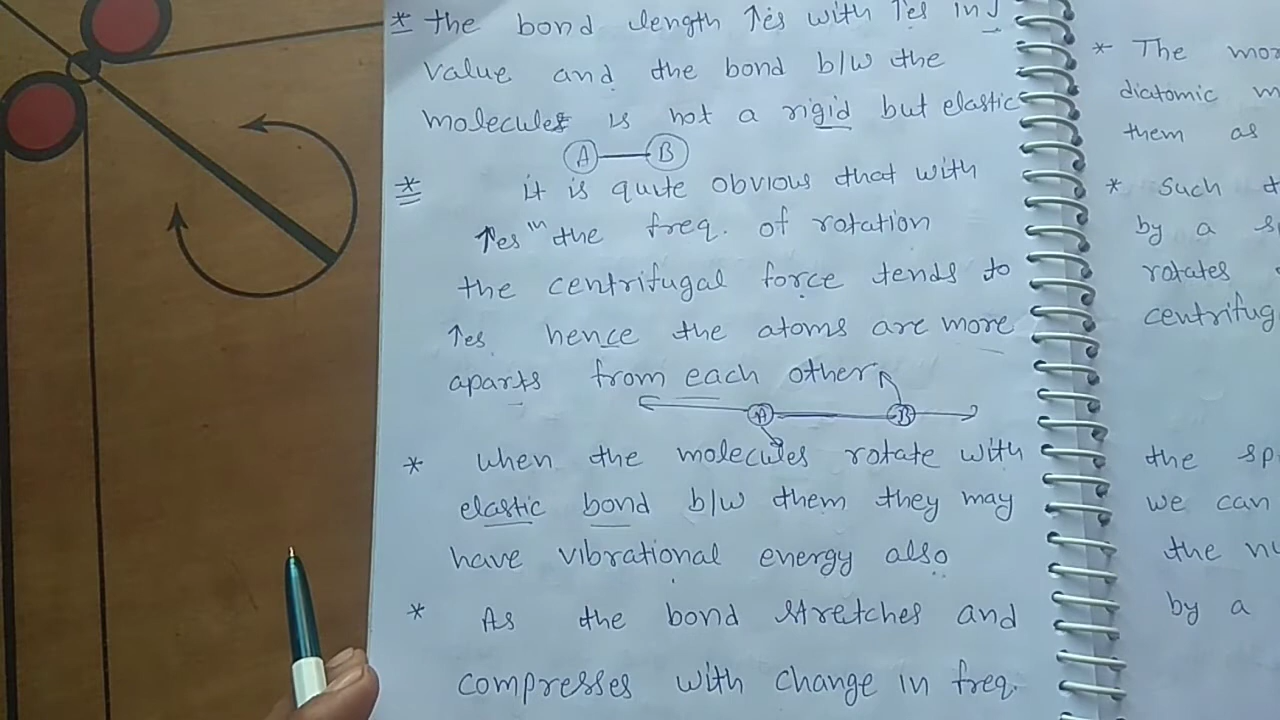 * the bond length ↑es with ↑es in J
value and the bond b/w the
molecules is not a rigid but elastic
A B
* it is quite obvious that with
↑es in the freq. of rotation
the centrifugal force tends to
↑es hence the atoms are more
aparts from each other
A B
* when the molecules rotate with
elastic bond b/w them they may
have vibrational energy also
* As the bond stretches and
compresses with change in freq.
* The mor
diatomic m
them as
* Such
by a
rotates
centrifug
the sp
we can
the nu
by a